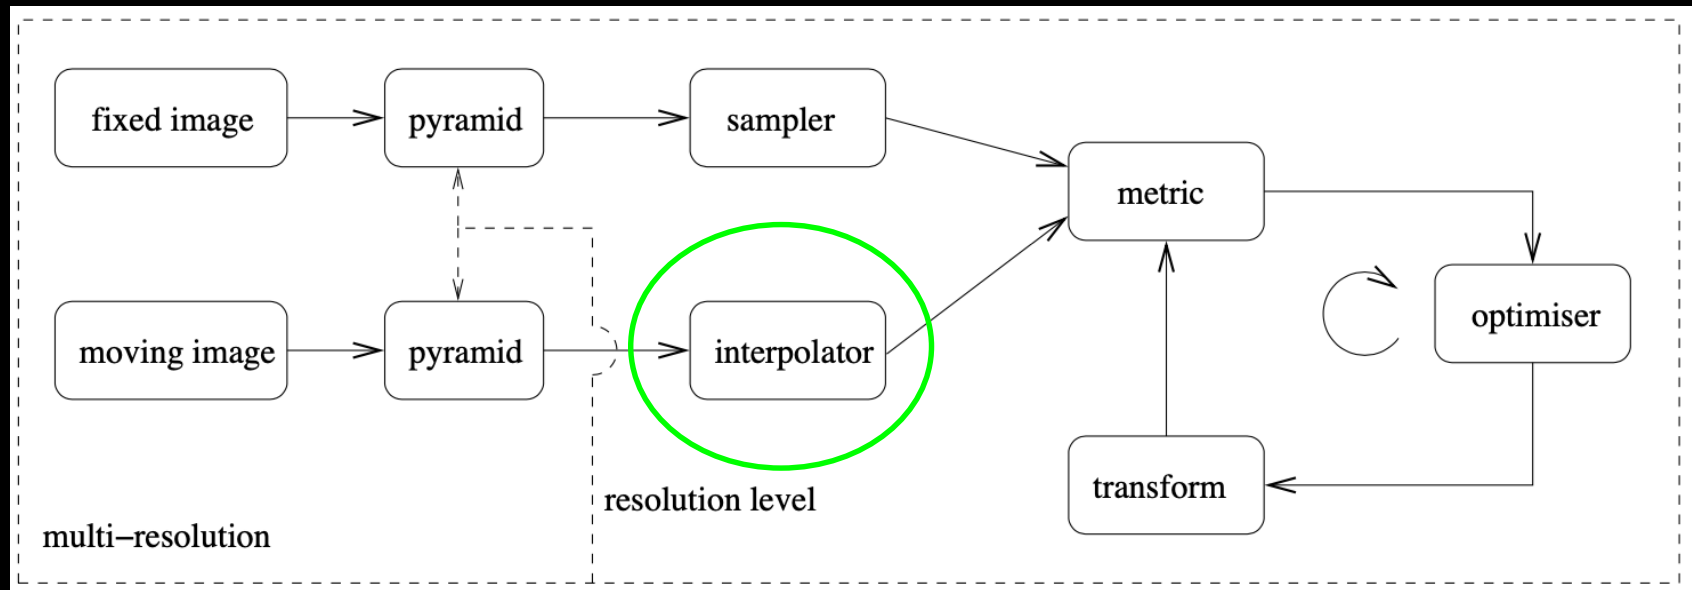 fixed image
pyramid
sampler
metric
moving image
pyramid
interpolator
optimiser
transform
resolution level
multi−resolution